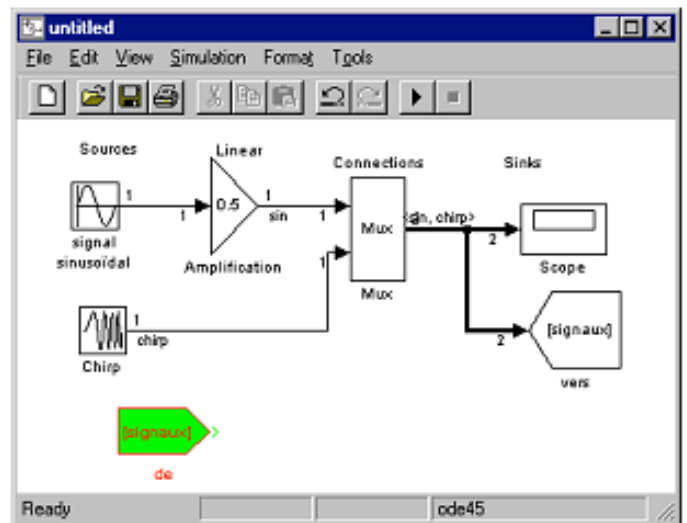 untitled
File Edit View Simulation Format Tools
Sources Linear Connections Sinks
1 1 0.5 1 sin 1 Mux <sin, chirp> 2
signal
sinusoïdal
Amplification
1
Mux
Scope
1
chirp
Chirp
2
[signaux]
vers
[signaux]
de
Ready ode45